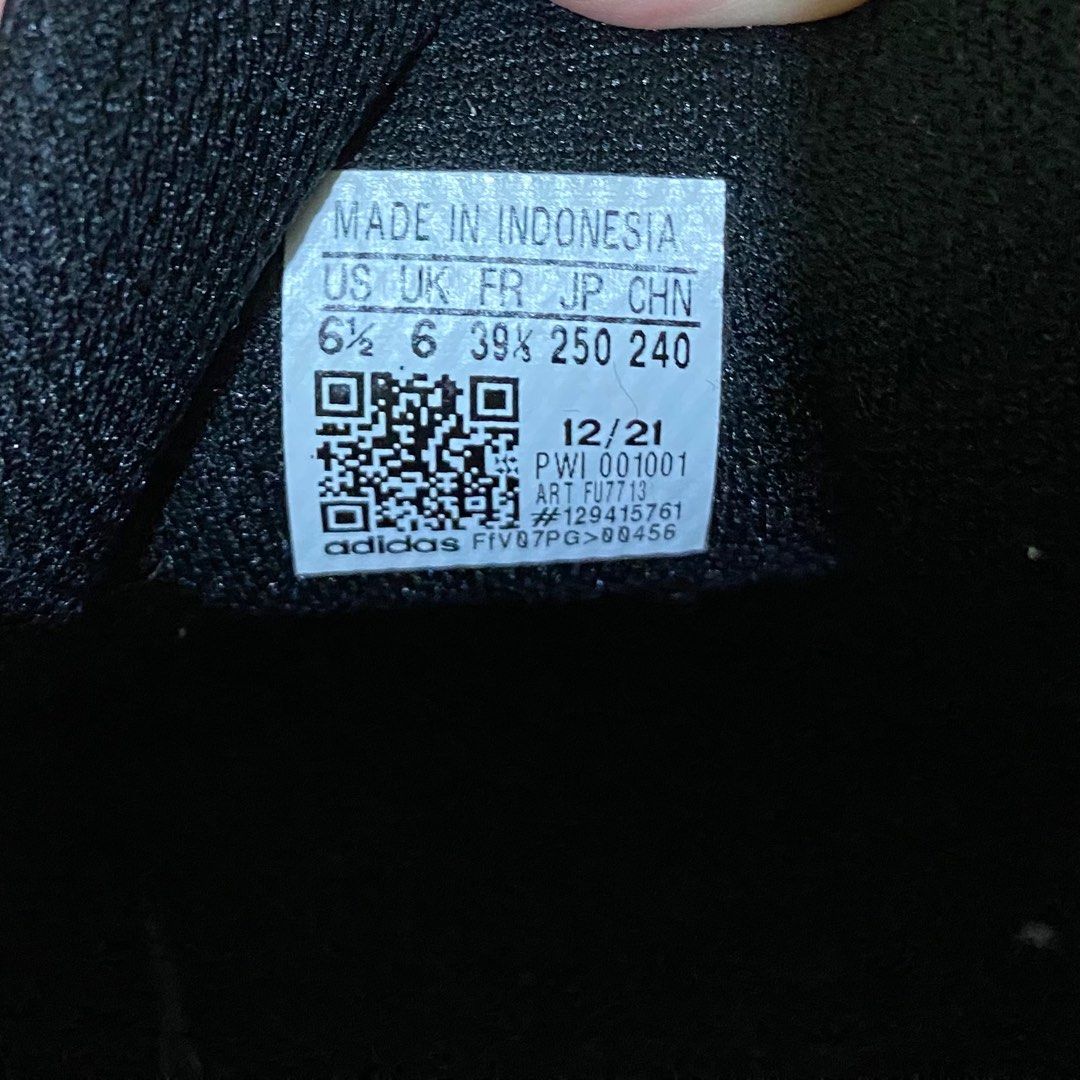 MADE IN INDONESIA
US UK FR JP CHN
6½ 6 39⅓ 250 240
12/21
PWI 001001
ART FU7713
#129415761
adidas FfV07PG>00456